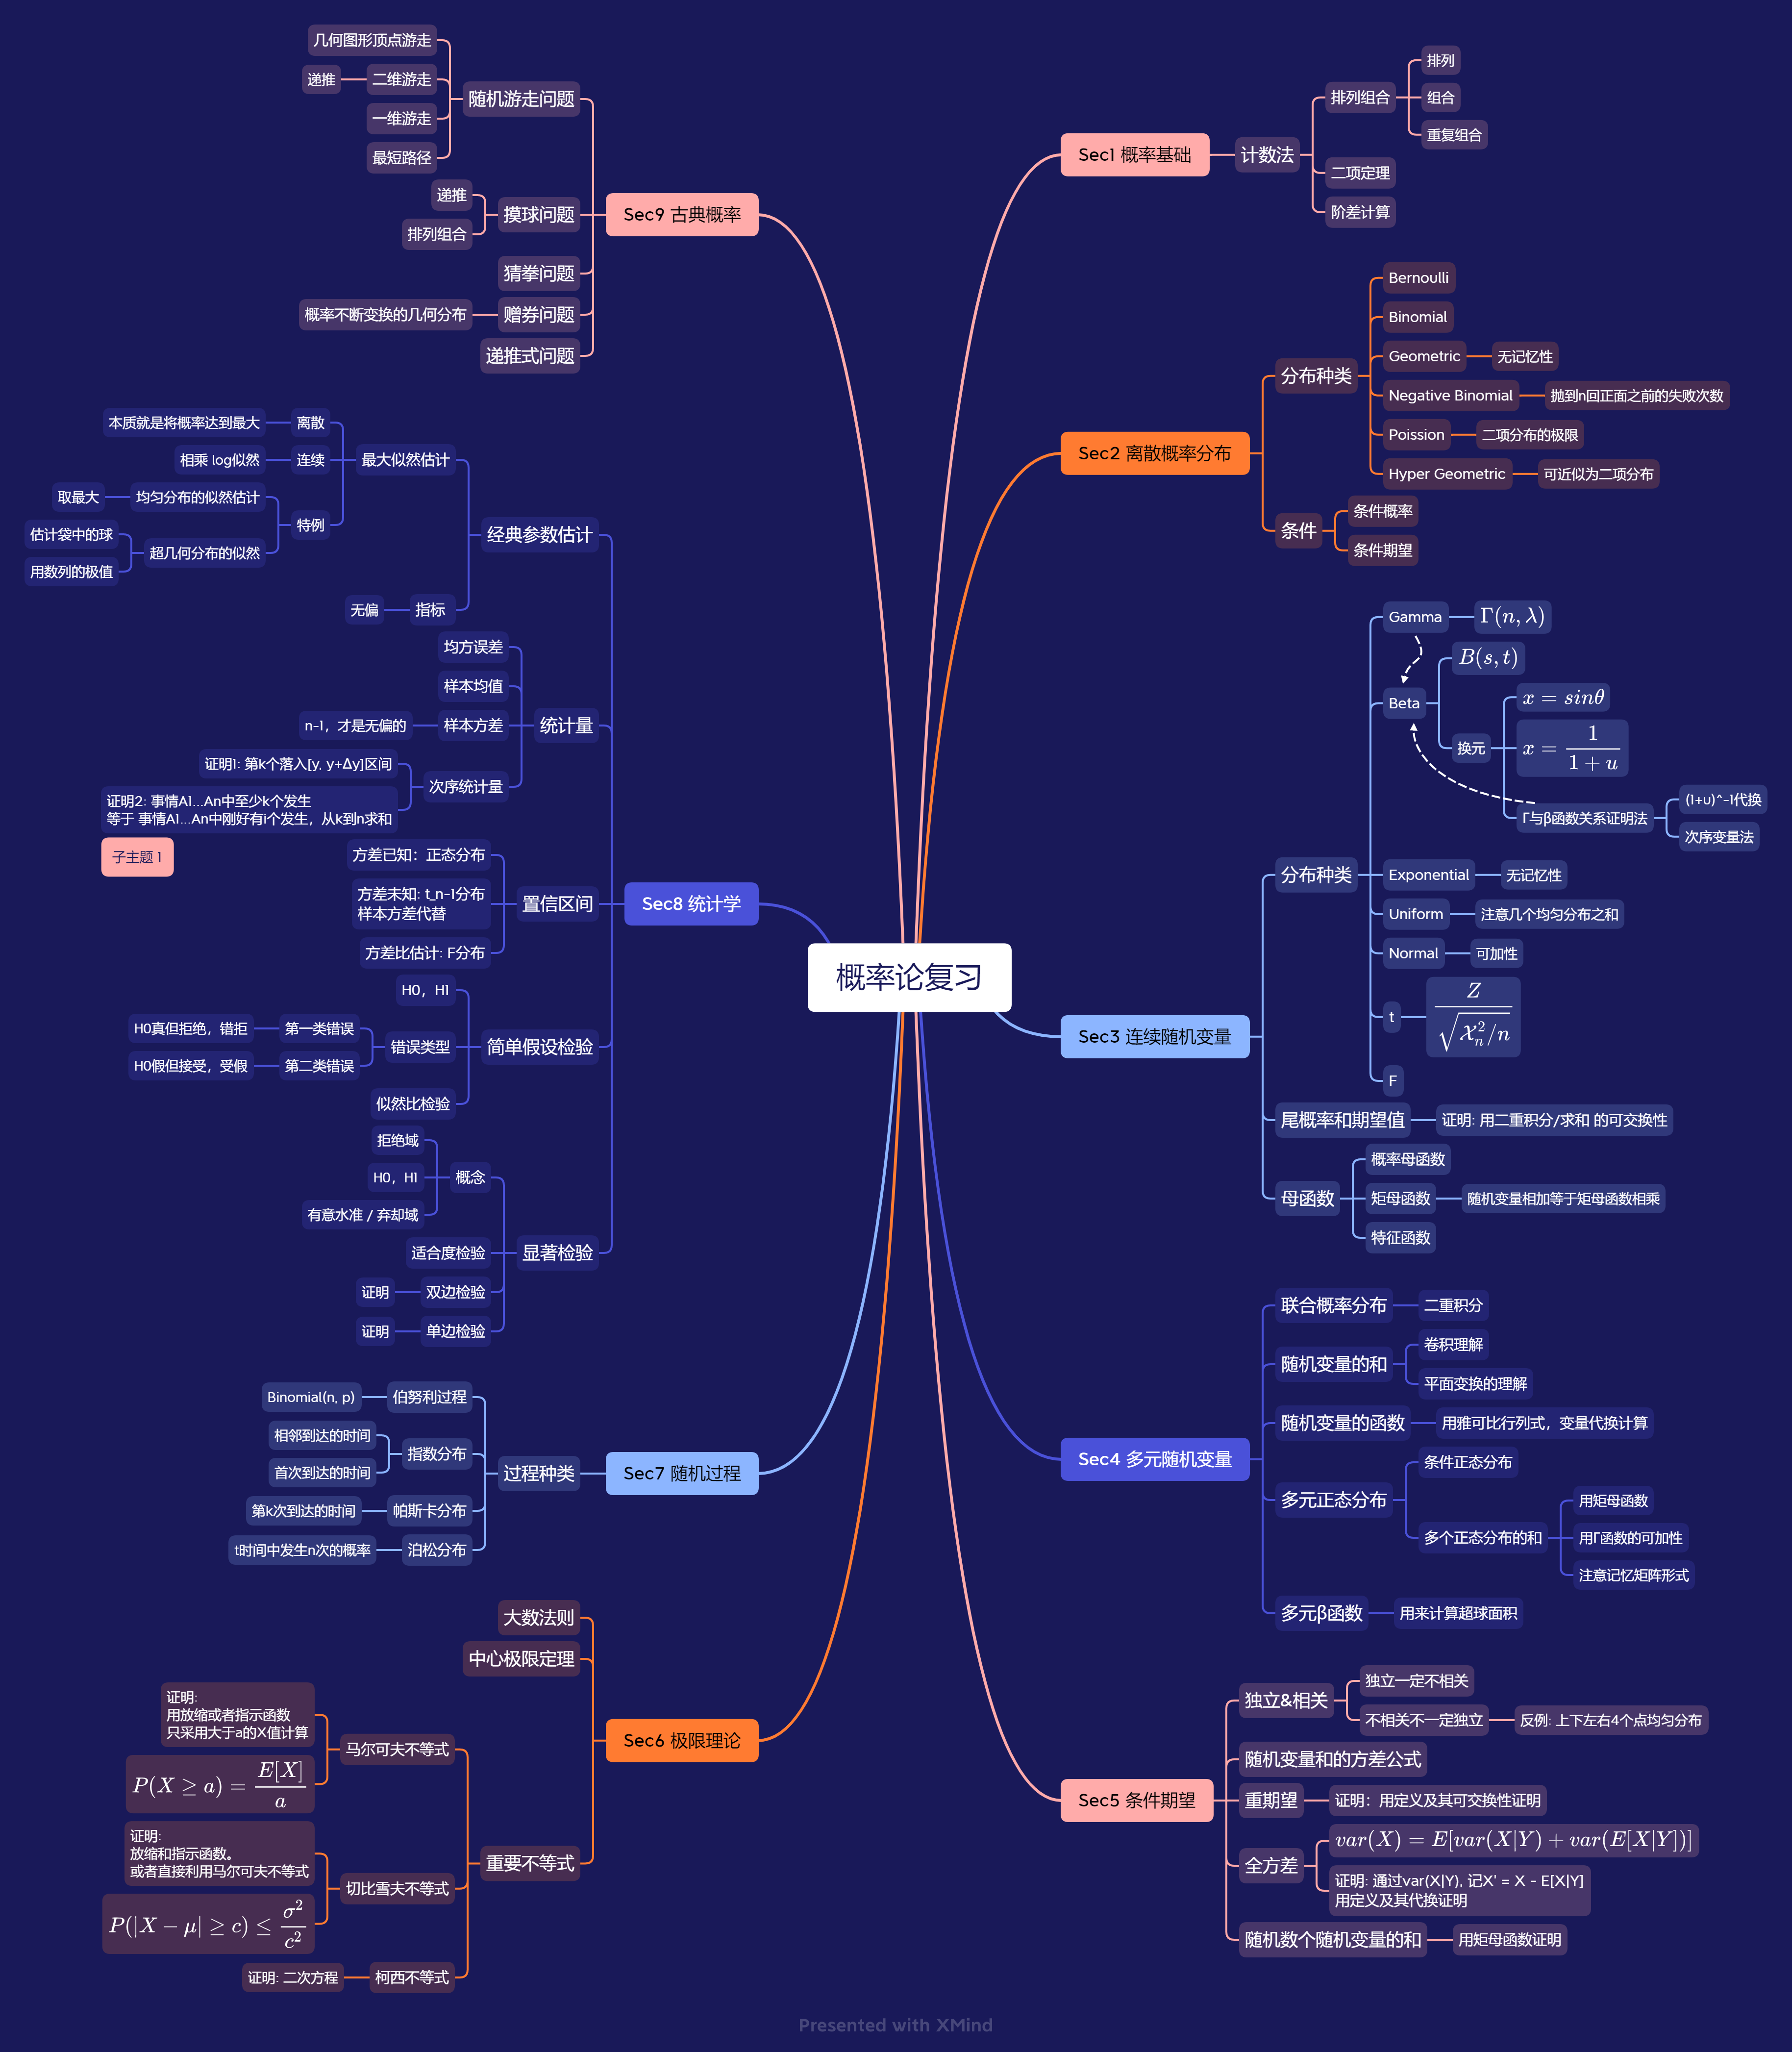 概率论复习
Sec1 概率基础
计数法
排列组合
排列
组合
重复组合
二项定理
阶差计算
Sec2 离散概率分布
分布种类
Bernoulli
Binomial
Geometric
无记忆性
Negative Binomial
抛到n回正面之前的失败次数
Poission
二项分布的极限
Hyper Geometric
可近似为二项分布
条件
条件概率
条件期望
Sec3 连续随机变量
分布种类
Gamma
Γ(n, λ)
Beta
B(s, t)
换元
x = sinθ
x = 1/(1 + u)
Γ与β函数关系证明法
(1+u)^-1代换
次序变量法
Exponential
无记忆性
Uniform
注意几个均匀分布之和
Normal
可加性
t
Z/√(𝒳²ₙ/n)
F
尾概率和期望值
证明: 用二重积分/求和 的可交换性
母函数
概率母函数
矩母函数
随机变量相加等于矩母函数相乘
特征函数
Sec4 多元随机变量
联合概率分布
二重积分
随机变量的和
卷积理解
平面变换的理解
随机变量的函数
用雅可比行列式，变量代换计算
多元正态分布
条件正态分布
多个正态分布的和
用矩母函数
用Γ函数的可加性
注意记忆矩阵形式
多元β函数
用来计算超球面积
Sec5 条件期望
独立&相关
独立一定不相关
不相关不一定独立
反例: 上下左右4个点均匀分布
随机变量和的方差公式
重期望
证明：用定义及其可交换性证明
全方差
var(X) = E[var(X|Y) + var(E[X|Y])]
证明: 通过var(X|Y), 记X' = X - E[X|Y]
用定义及其代换证明
随机数个随机变量的和
用矩母函数证明
Sec6 极限理论
大数法则
中心极限定理
重要不等式
马尔可夫不等式
证明:
用放缩或者指示函数
只采用大于a的X值计算
P(X ≥ a) = E[X]/a
切比雪夫不等式
证明:
放缩和指示函数。
或者直接利用马尔可夫不等式
P(|X − μ| ≥ c) ≤ σ²/c²
柯西不等式
证明: 二次方程
Sec7 随机过程
过程种类
伯努利过程
Binomial(n, p)
指数分布
相邻到达的时间
首次到达的时间
帕斯卡分布
第k次到达的时间
泊松分布
t时间中发生n次的概率
Sec8 统计学
经典参数估计
最大似然估计
离散
本质就是将概率达到最大
连续
相乘 log似然
特例
均匀分布的似然估计
取最大
超几何分布的似然
估计袋中的球
用数列的极值
指标
无偏
统计量
均方误差
样本均值
样本方差
n-1，才是无偏的
次序统计量
证明1: 第k个落入[y, y+Δy]区间
证明2: 事情A1...An中至少k个发生
等于 事情A1...An中刚好有i个发生，从k到n求和
子主题 1
置信区间
方差已知：正态分布
方差未知: t_n-1分布
样本方差代替
方差比估计: F分布
简单假设检验
H0，H1
错误类型
第一类错误
H0真但拒绝，错拒
第二类错误
H0假但接受，受假
似然比检验
显著检验
概念
拒绝域
H0，H1
有意水准 / 弃却域
适合度检验
双边检验
证明
单边检验
证明
Sec9 古典概率
随机游走问题
几何图形顶点游走
二维游走
递推
一维游走
最短路径
摸球问题
递推
排列组合
猜拳问题
赠券问题
概率不断变换的几何分布
递推式问题
Presented with XMind